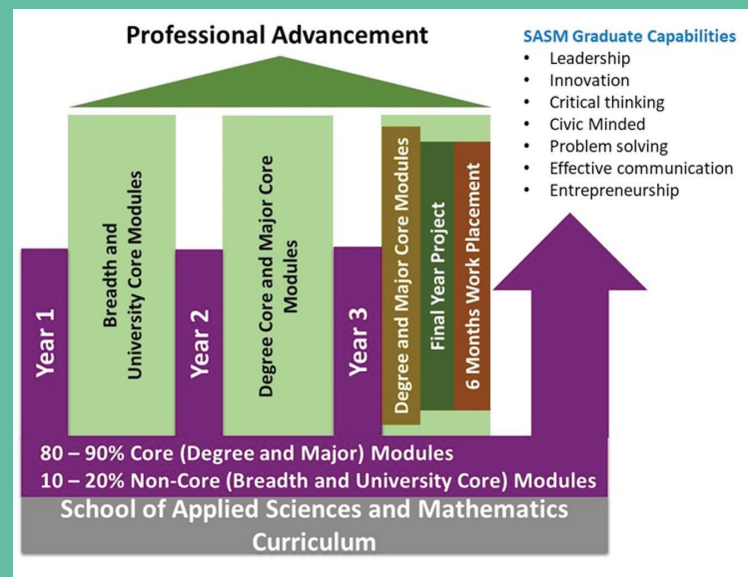 Professional Advancement
SASM Graduate Capabilities
• Leadership
• Innovation
• Critical thinking
• Civic Minded
• Problem solving
• Effective communication
• Entrepreneurship
Year 1
Breadth and
University Core Modules
Year 2
Degree Core and Major Core
Modules
Year 3
Degree and Major Core Modules
Final Year Project
6 Months Work Placement
80 – 90% Core (Degree and Major) Modules
10 – 20% Non-Core (Breadth and University Core) Modules
School of Applied Sciences and Mathematics
Curriculum